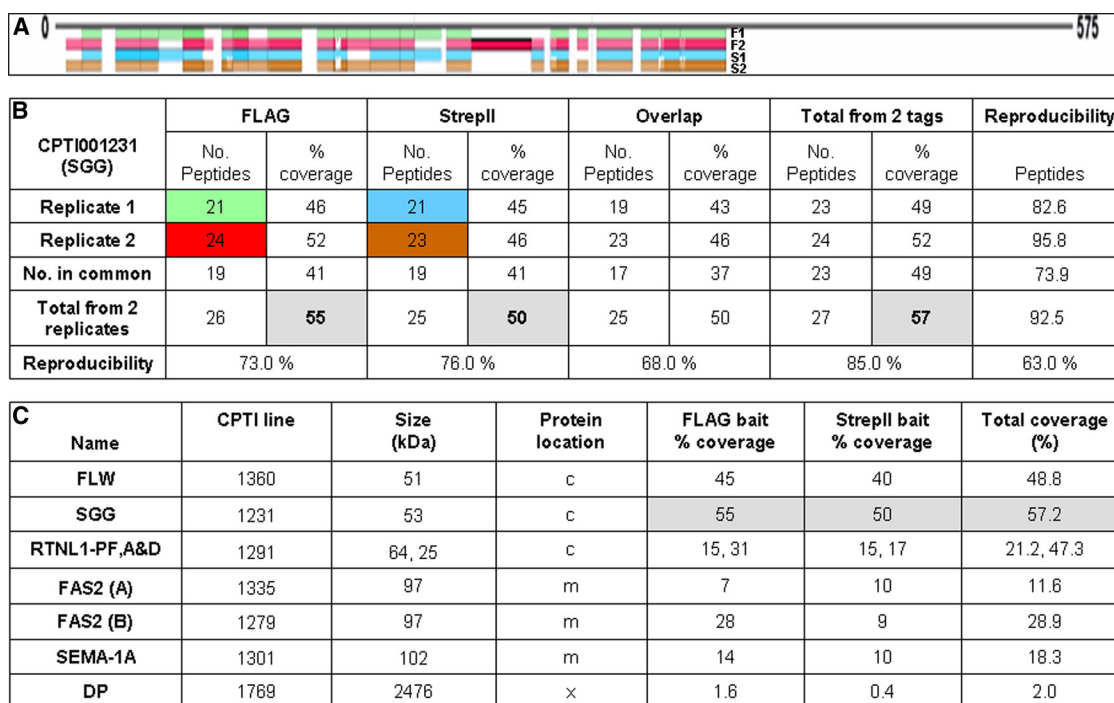 A 0 575
F1
F2
S1
S2
B FLAG StrepII Overlap Total from 2 tags Reproducibility
CPTI001231 (SGG) No. Peptides % coverage No. Peptides % coverage No. Peptides % coverage No. Peptides % coverage Peptides
Replicate 1 21 46 21 45 19 43 23 49 82.6
Replicate 2 24 52 23 46 23 46 24 52 95.8
No. in common 19 41 19 41 17 37 23 49 73.9
Total from 2 replicates 26 55 25 50 25 50 27 57 92.5
Reproducibility 73.0 % 76.0 % 68.0 % 85.0 % 63.0 %
C Name CPTI line Size (kDa) Protein location FLAG bait % coverage StrepII bait % coverage Total coverage (%)
FLW 1360 51 c 45 40 48.8
SGG 1231 53 c 55 50 57.2
RTNL1-PF,A&D 1291 64, 25 c 15, 31 15, 17 21.2, 47.3
FAS2 (A) 1335 97 m 7 10 11.6
FAS2 (B) 1279 97 m 28 9 28.9
SEMA-1A 1301 102 m 14 10 18.3
DP 1769 2476 x 1.6 0.4 2.0